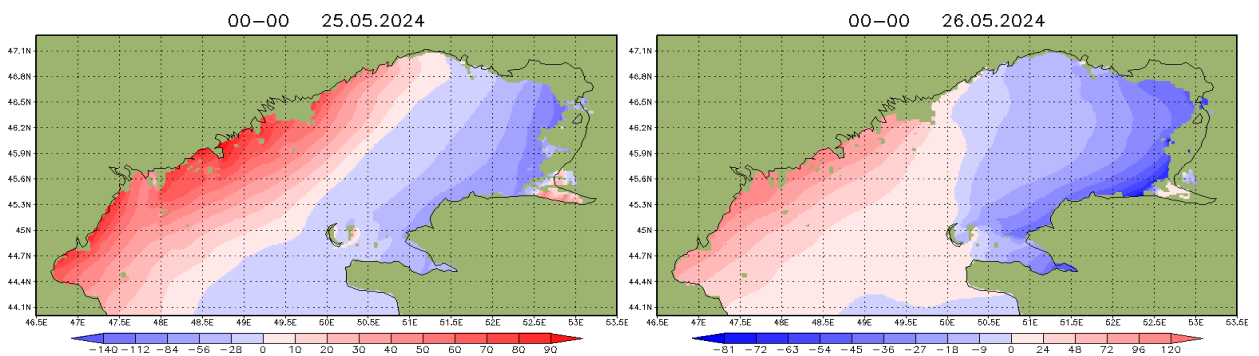 00-00 25.05.2024
47.1N
46.8N
46.5N
46.2N
45.9N
45.6N
45.3N
45N
44.7N
44.4N
44.1N
46.5E 47E 47.5E 48E 48.5E 49E 49.5E 50E 50.5E 51E 51.5E 52E 52.5E 53E 53.5E
-140 -112 -84 -56 -28 0 10 20 30 40 50 60 70 80 90
00-00 26.05.2024
47.1N
46.8N
46.5N
46.2N
45.9N
45.6N
45.3N
45N
44.7N
44.4N
44.1N
46.5E 47E 47.5E 48E 48.5E 49E 49.5E 50E 50.5E 51E 51.5E 52E 52.5E 53E 53.5E
-81 -72 -63 -54 -45 -36 -27 -18 -9 0 24 48 72 96 120